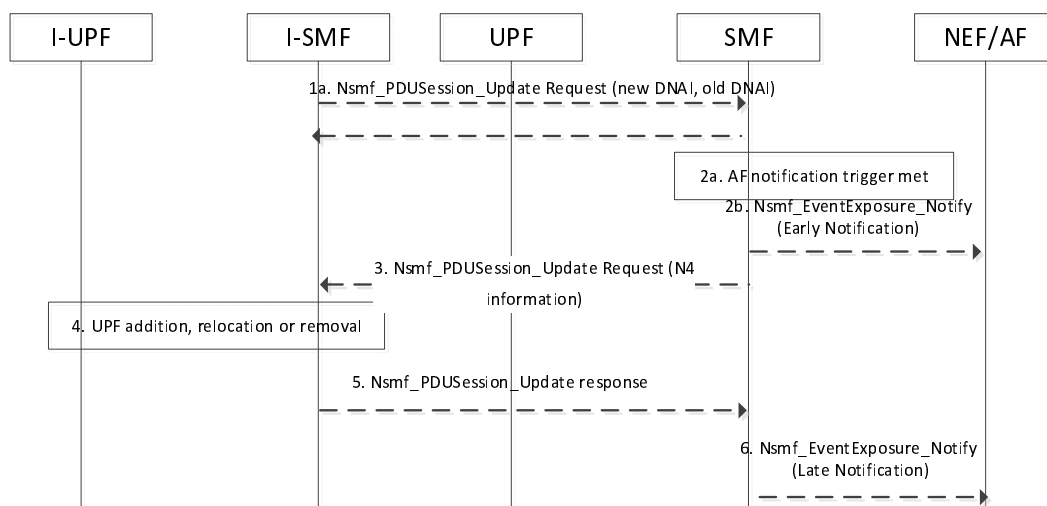 I-UPF
I-SMF
UPF
SMF
NEF/AF
1a. Nsmf_PDUSession_Update Request (new DNAI, old DNAI)
2a. AF notification trigger met
2b. Nsmf_EventExposure_Notify
(Early Notification)
3. Nsmf_PDUSession_Update Request (N4
information)
4. UPF addition, relocation or removal
5. Nsmf_PDUSession_Update response
6. Nsmf_EventExposure_Notify
(Late Notification)